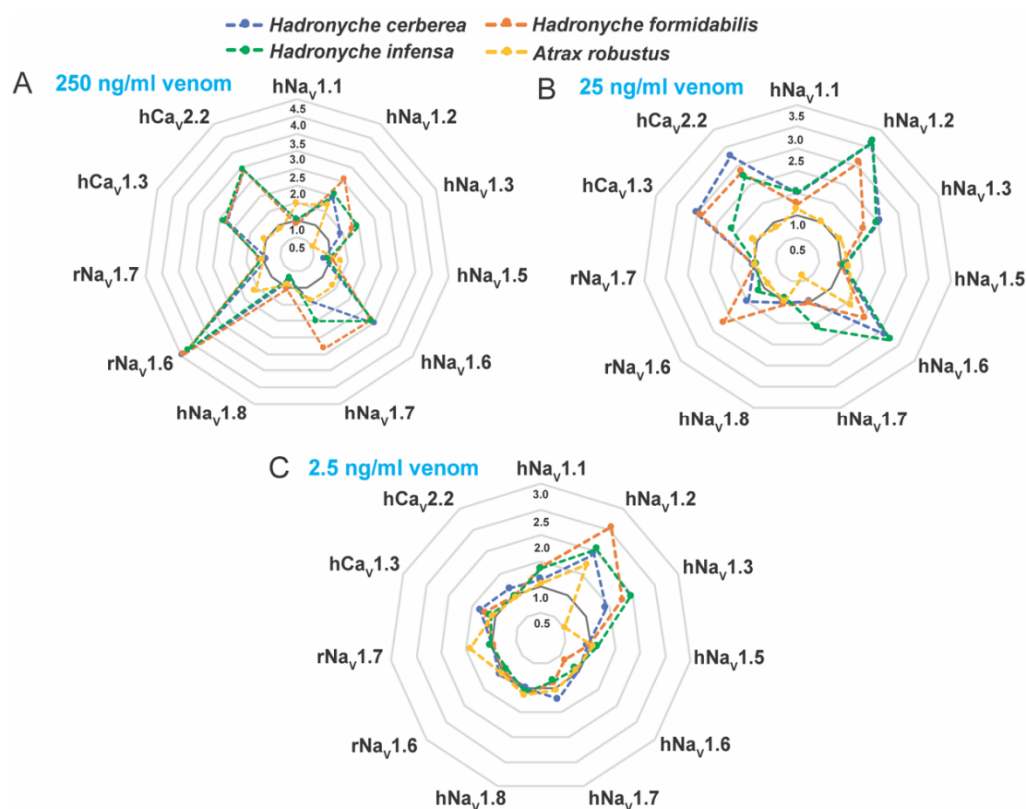 Hadronyche cerberea Hadronyche formidabilis
Hadronyche infensa Atrax robustus
A 250 ng/ml venom
hNav1.1
hCav2.2 hNav1.2
hCav1.3 hNav1.3
rNav1.7 hNav1.5
rNav1.6 hNav1.6
hNav1.8 hNav1.7
4.5
4.0
3.5
3.0
2.5
2.0
1.5
1.0
0.5
B 25 ng/ml venom
hNav1.1
hCav2.2 hNav1.2
hCav1.3 hNav1.3
rNav1.7 hNav1.5
rNav1.6 hNav1.6
hNav1.8 hNav1.7
3.5
3.0
2.5
1.0
0.5
C 2.5 ng/ml venom
hNav1.1
hCav2.2 hNav1.2
hCav1.3 hNav1.3
rNav1.7 hNav1.5
rNav1.6 hNav1.6
hNav1.8 hNav1.7
3.0
2.5
2.0
1.0
0.5